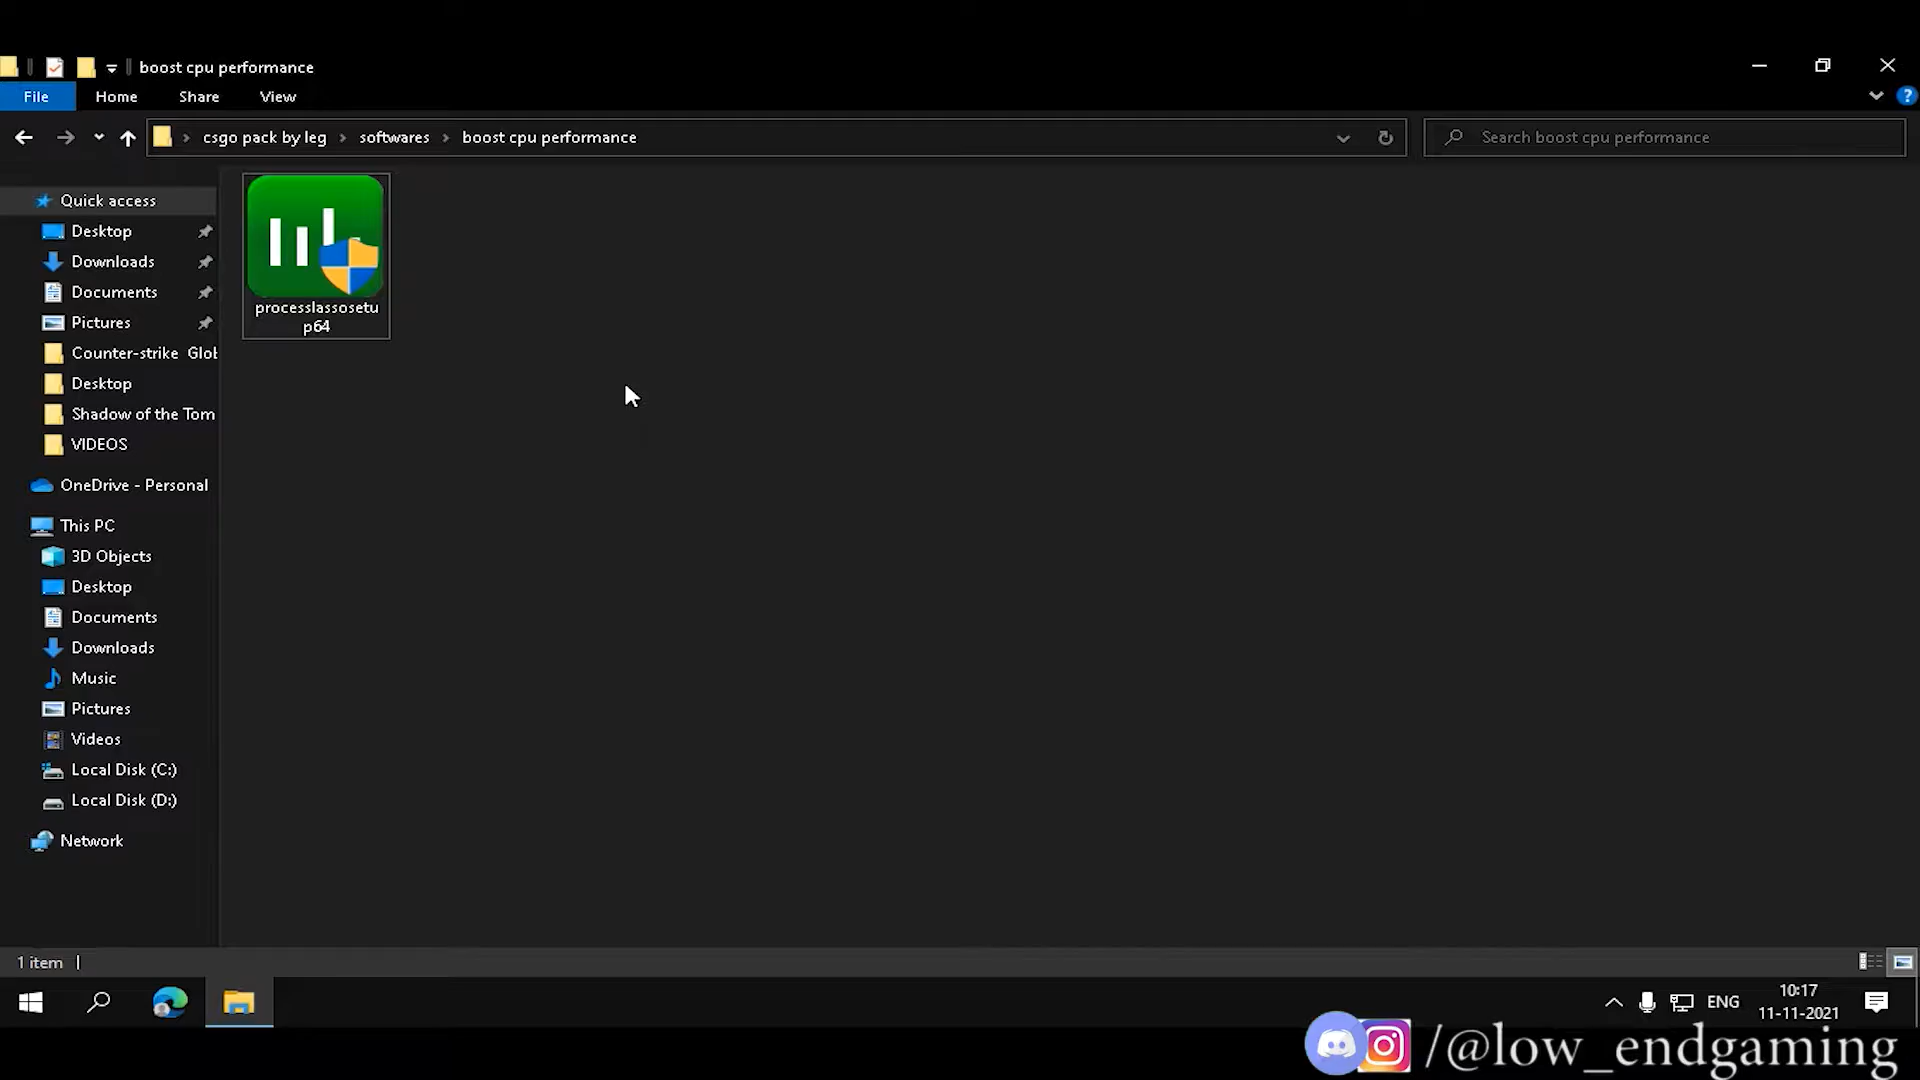 boost cpu performance
File Home Share View
csgo pack by leg softwares boost cpu performance
Search boost cpu performance
Quick access
Desktop
Downloads
Documents
Pictures
Counter-strike Glob
Desktop
Shadow of the Tom
VIDEOS
OneDrive - Personal
This PC
3D Objects
Desktop
Documents
Downloads
Music
Pictures
Videos
Local Disk (C:)
Local Disk (D:)
Network
processlassosetu
p64
1 item
ENG
10:17
11-11-2021
/@low_endgaming